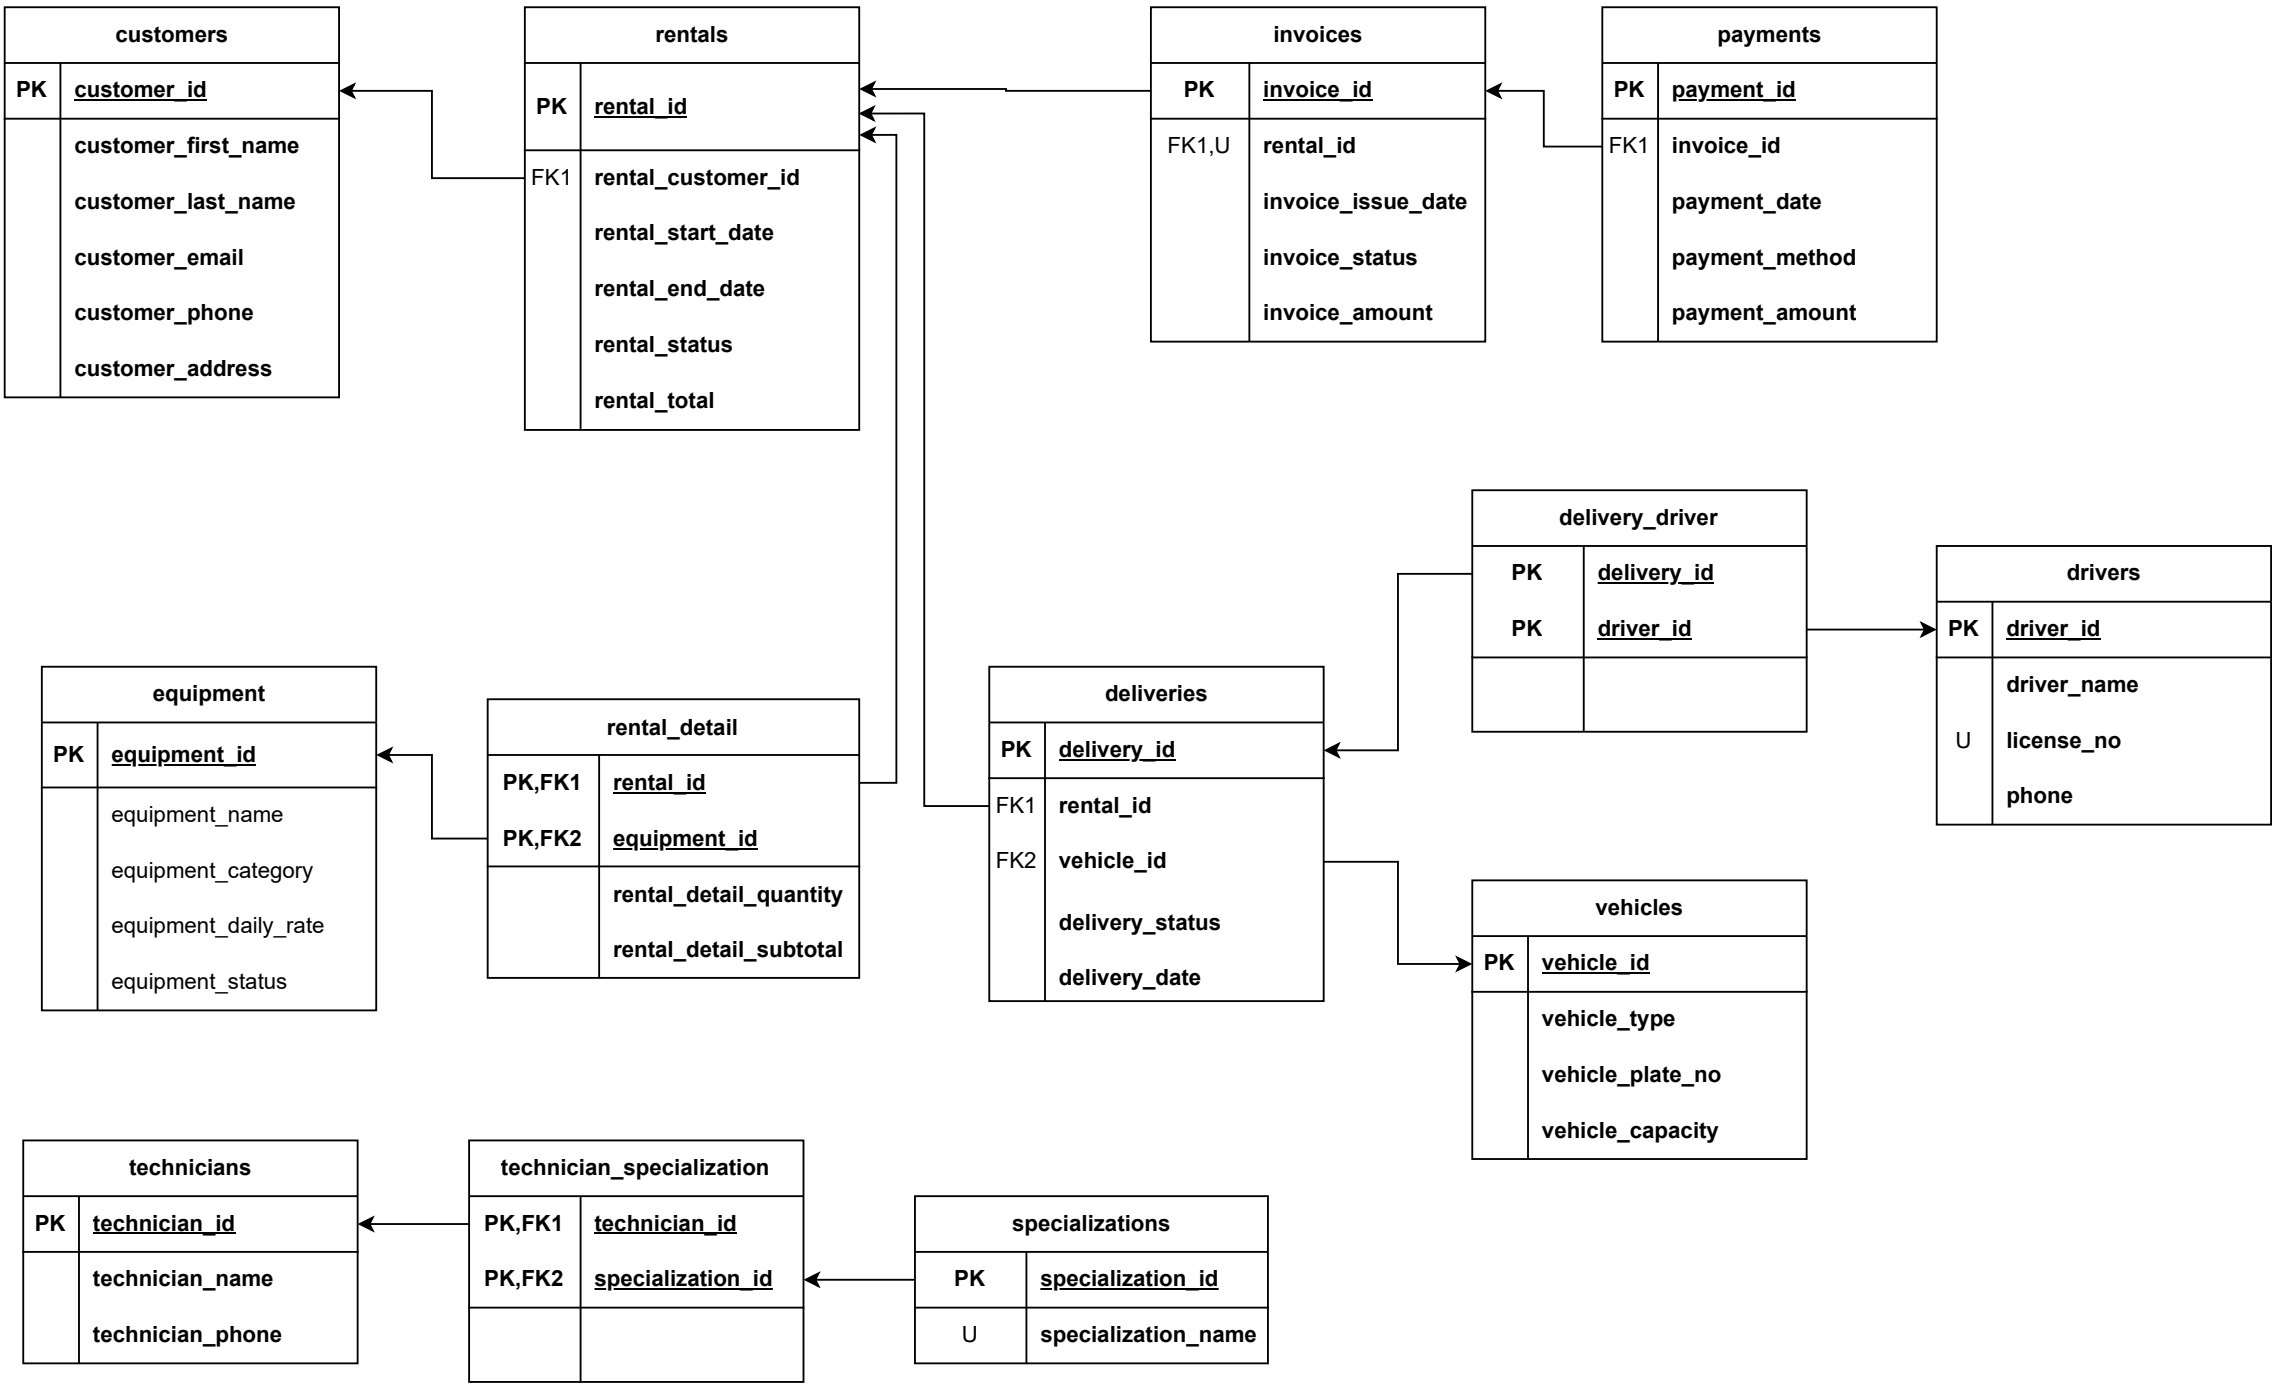 customers
PK customer_id
customer_first_name
customer_last_name
customer_email
customer_phone
customer_address
rentals
PK rental_id
FK1 rental_customer_id
rental_start_date
rental_end_date
rental_status
rental_total
invoices
PK invoice_id
FK1,U rental_id
invoice_issue_date
invoice_status
invoice_amount
payments
PK payment_id
FK1 invoice_id
payment_date
payment_method
payment_amount
delivery_driver
PK delivery_id
PK driver_id
drivers
PK driver_id
driver_name
U license_no
phone
equipment
PK equipment_id
equipment_name
equipment_category
equipment_daily_rate
equipment_status
rental_detail
PK,FK1 rental_id
PK,FK2 equipment_id
rental_detail_quantity
rental_detail_subtotal
deliveries
PK delivery_id
FK1 rental_id
FK2 vehicle_id
delivery_status
delivery_date
vehicles
PK vehicle_id
vehicle_type
vehicle_plate_no
vehicle_capacity
technicians
PK technician_id
technician_name
technician_phone
technician_specialization
PK,FK1 technician_id
PK,FK2 specialization_id
specializations
PK specialization_id
U specialization_name